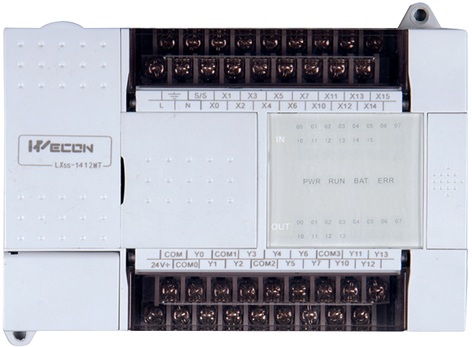 S/S X1 X3 X5 X7 X11 X13 X15
L N X0 X2 X4 X6 X10 X12 X14
WECON
LX5s-1412MT
IN
00 01 02 03 04 05 06 07
10 11 12 13 14 15
PWR RUN BAT ERR
OUT
00 01 02 03 04 05 06 07
10 11 12 13
COM Y0 COM1 Y3 Y4 Y6 COM3 Y11 Y13
24V+ COM0 Y1 Y2 COM2 Y5 Y7 Y10 Y12